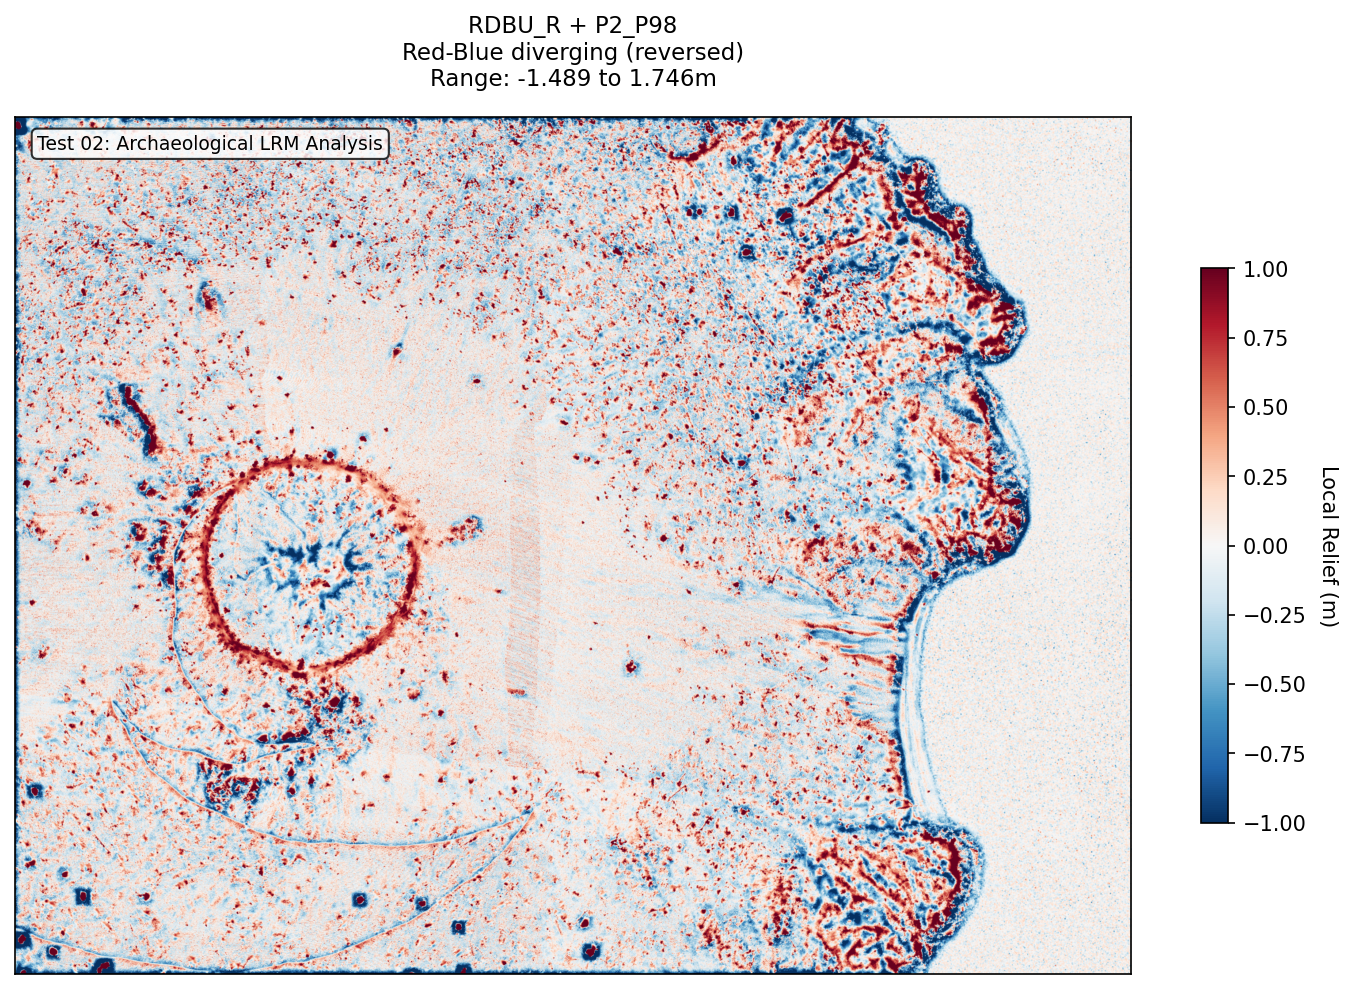 RDBU_R + P2_P98
Red-Blue diverging (reversed)
Range: -1.489 to 1.746m
Test 02: Archaeological LRM Analysis
1.00
0.75
0.50
0.25
0.00
−0.25
−0.50
−0.75
−1.00
Local Relief (m)